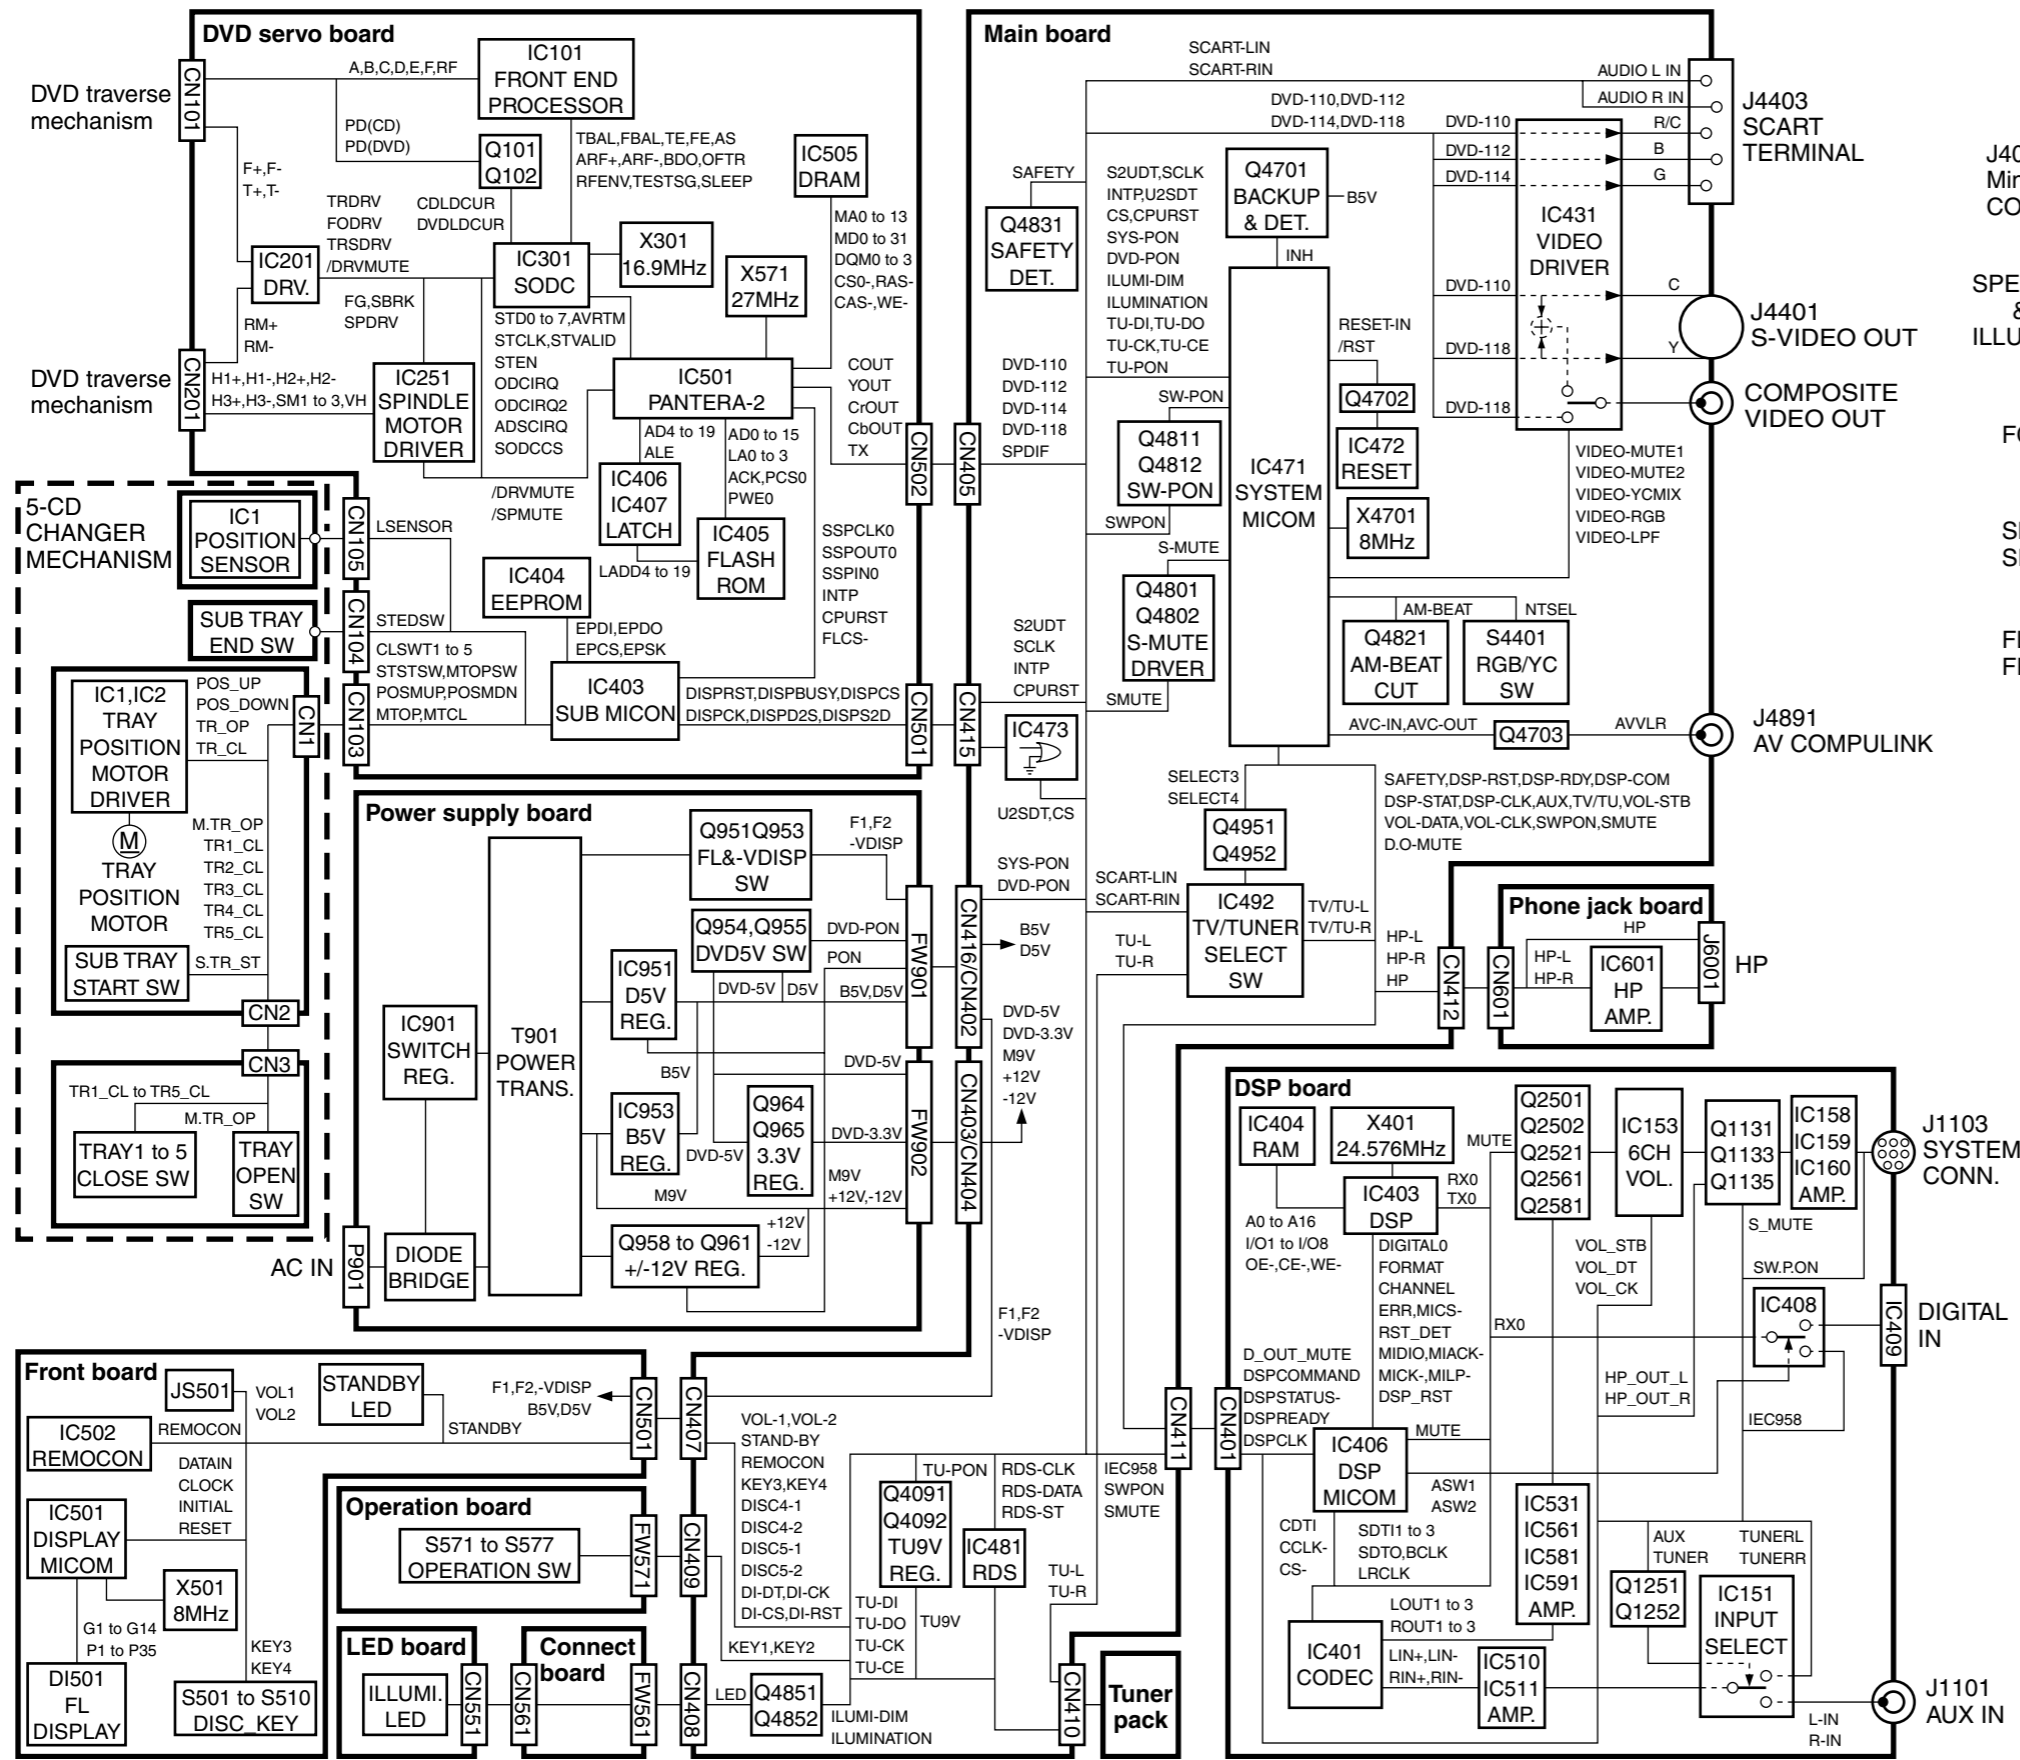 DVD servo board
DVD traverse
mechanism
CN101
A,B,C,D,E,F,RF
IC101
FRONT END
PROCESSOR
PD(CD)
PD(DVD)
Q101
Q102
TBAL,FBAL,TE,FE,AS
ARF+,ARF-,BDO,OFTR
RFENV,TESTSG,SLEEP
IC505
DRAM
F+,F-
T+,T-
TRDRV
FODRV
TRSDRV
/DRVMUTE
CDLDCUR
DVDLDCUR
MA0 to 13
MD0 to 31
DQM0 to 3
CS0-,RAS-
CAS-,WE-
IC201
DRV.
IC301
SODC
X301
16.9MHz
X571
27MHz
FG,SBRK
SPDRV
RM+
RM-
STD0 to 7,AVRTM
STCLK,STVALID
STEN
ODCIRQ
ODCIRQ2
ADSCIRQ
SODCCS
DVD traverse
mechanism
CN201
H1+,H1-,H2+,H2-
H3+,H3-,SM1 to 3,VH
IC251
SPINDLE
MOTOR
DRIVER
IC501
PANTERA-2
COUT
YOUT
CrOUT
CbOUT
TX
CN502
AD4 to 19
ALE
AD0 to 15
LA0 to 3
ACK,PCS0
PWE0
IC406
IC407
LATCH
/DRVMUTE
/SPMUTE
IC405
FLASH
ROM
LADD4 to 19
SSPCLK0
SSPOUT0
SSPIN0
INTP
CPURST
FLCS-
IC404
EEPROM
EPDI,EPDO
EPCS,EPSK
IC403
SUB MICON
DISPRST,DISPBUSY,DISPCS
DISPCK,DISPD2S,DISPS2D
CN501
5-CD
CHANGER
MECHANISM
IC1
POSITION
SENSOR
CN105
LSENSOR
SUB TRAY
END SW
CN104
STEDSW
CLSWT1 to 5
STSTSW,MTOPSW
POSMUP,POSMDN
MTOP,MTCL
CN103
IC1,IC2
TRAY
POSITION
MOTOR
DRIVER
POS_UP
POS_DOWN
TR_OP
TR_CL
CN1
M
TRAY
POSITION
MOTOR
M.TR_OP
TR1_CL
TR2_CL
TR3_CL
TR4_CL
TR5_CL
SUB TRAY
START SW
S.TR_ST
CN2
CN3
TR1_CL to TR5_CL
M.TR_OP
TRAY1 to 5
CLOSE SW
TRAY
OPEN
SW
Power supply board
Q951Q953
FL&-VDISP
SW
F1,F2
-VDISP
Q954,Q955
DVD5V SW
DVD-PON
PON
IC951
D5V
REG.
DVD-5V
D5V
B5V,D5V
FW901
IC901
SWITCH
REG.
T901
POWER
TRANS.
B5V
DVD-5V
IC953
B5V
REG.
DVD-5V
Q964
Q965
3.3V
REG.
DVD-3.3V
FW902
M9V
M9V
+12V,-12V
+12V
-12V
Q958 to Q961
+/-12V REG.
AC IN
P901
DIODE
BRIDGE
Main board
SCART-LIN
SCART-RIN
AUDIO L IN
AUDIO R IN
DVD-110,DVD-112
DVD-114,DVD-118
DVD-110
DVD-112
DVD-114
R/C
B
G
J4403
SCART
TERMINAL
SAFETY
Q4831
SAFETY
DET.
S2UDT,SCLK
INTP,U2SDT
CS,CPURST
SYS-PON
DVD-PON
ILUMI-DIM
ILUMINATION
TU-DI,TU-DO
TU-CK,TU-CE
TU-PON
Q4701
BACKUP
& DET.
B5V
INH
IC431
VIDEO
DRIVER
DVD-110
C
J4401
S-VIDEO OUT
DVD-118
Y
DVD-118
COMPOSITE
VIDEO OUT
CN405
DVD-110
DVD-112
DVD-114
DVD-118
SPDIF
SW-PON
Q4811
Q4812
SW-PON
SWPON
RESET-IN
/RST
Q4702
IC472
RESET
IC471
SYSTEM
MICOM
X4701
8MHz
VIDEO-MUTE1
VIDEO-MUTE2
VIDEO-YCMIX
VIDEO-RGB
VIDEO-LPF
S-MUTE
Q4801
Q4802
S-MUTE
DRVER
SMUTE
AM-BEAT
NTSEL
Q4821
AM-BEAT
CUT
S4401
RGB/YC
SW
S2UDT
SCLK
INTP
CPURST
CN415
IC473
U2SDT,CS
AVC-IN,AVC-OUT
Q4703
AVVLR
J4891
AV COMPULINK
SELECT3
SELECT4
Q4951
Q4952
SAFETY,DSP-RST,DSP-RDY,DSP-COM
DSP-STAT,DSP-CLK,AUX,TV/TU,VOL-STB
VOL-DATA,VOL-CLK,SWPON,SMUTE
D.O-MUTE
SYS-PON
DVD-PON
SCART-LIN
SCART-RIN
IC492
TV/TUNER
SELECT
SW
TV/TU-L
TV/TU-R
B5V
D5V
TU-L
TU-R
CN416/CN402
DVD-5V
DVD-3.3V
M9V
+12V
-12V
CN403/CN404
HP-L
HP-R
HP
CN412
Phone jack board
CN601
HP
HP-L
HP-R
IC601
HP
AMP.
J6001
HP
F1,F2
-VDISP
Front board
JS501
VOL1
VOL2
STANDBY
LED
F1,F2,-VDISP
B5V,D5V
CN501
IC502
REMOCON
REMOCON
STANDBY
DATAIN
CLOCK
INITIAL
RESET
IC501
DISPLAY
MICOM
X501
8MHz
G1 to G14
P1 to P35
DI501
FL
DISPLAY
KEY3
KEY4
S501 to S510
DISC_KEY
Operation board
S571 to S577
OPERATION SW
FW571
LED board
ILLUMI.
LED
CN551
Connect
board
CN561
FW561
CN407
CN409
CN408
VOL-1,VOL-2
STAND-BY
REMOCON
KEY3,KEY4
DISC4-1
DISC4-2
DISC5-1
DISC5-2
DI-DT,DI-CK
DI-CS,DI-RST
KEY1,KEY2
TU-DI
TU-DO
TU-CK
TU-CE
LED
Q4851
Q4852
ILUMI-DIM
ILUMINATION
TU-PON
Q4091
Q4092
TU9V
REG.
TU9V
RDS-CLK
RDS-DATA
RDS-ST
IC481
RDS
IEC958
SWPON
SMUTE
TU-L
TU-R
CN410
Tuner
pack
CN411
DSP board
CN401
IC404
RAM
X401
24.576MHz
MUTE
RX0
TX0
IC403
DSP
A0 to A16
I/O1 to I/O8
OE-,CE-,WE-
Q2501
Q2502
Q2521
Q2561
Q2581
IC153
6CH
VOL.
Q1131
Q1133
Q1135
IC158
IC159
IC160
AMP.
J1103
SYSTEM
CONN.
DIGITAL0
FORMAT
CHANNEL
ERR,MICS-
RST_DET
MIDIO,MIACK-
MICK-,MILP-
DSP_RST
VOL_STB
VOL_DT
VOL_CK
S_MUTE
SW.P.ON
RX0
IC408
IC409
DIGITAL
IN
D_OUT_MUTE
DSPCOMMAND
DSPSTATUS-
DSPREADY
DSPCLK
HP_OUT_L
HP_OUT_R
IEC958
IC406
DSP
MICOM
MUTE
ASW1
ASW2
CDTI
CCLK-
CS-
SDTI1 to 3
SDTO,BCLK
LRCLK
IC531
IC561
IC581
IC591
AMP.
AUX
TUNER
TUNERL
TUNERR
Q1251
Q1252
IC151
INPUT
SELECT
LOUT1 to 3
ROUT1 to 3
IC401
CODEC
LIN+,LIN-
RIN+,RIN-
IC510
IC511
AMP.
L-IN
R-IN
J1101
AUX IN